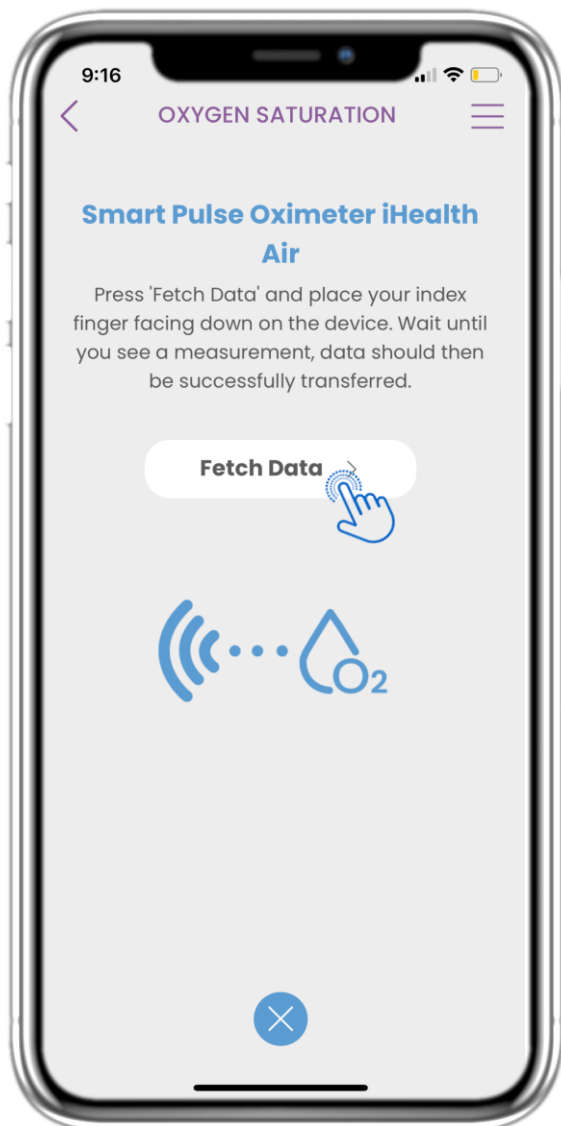 9:16
OXYGEN SATURATION
Smart Pulse Oximeter iHealth
Air
Press 'Fetch Data' and place your index
finger facing down on the device. Wait until
you see a measurement, data should then
be successfully transferred.
Fetch Data
O2